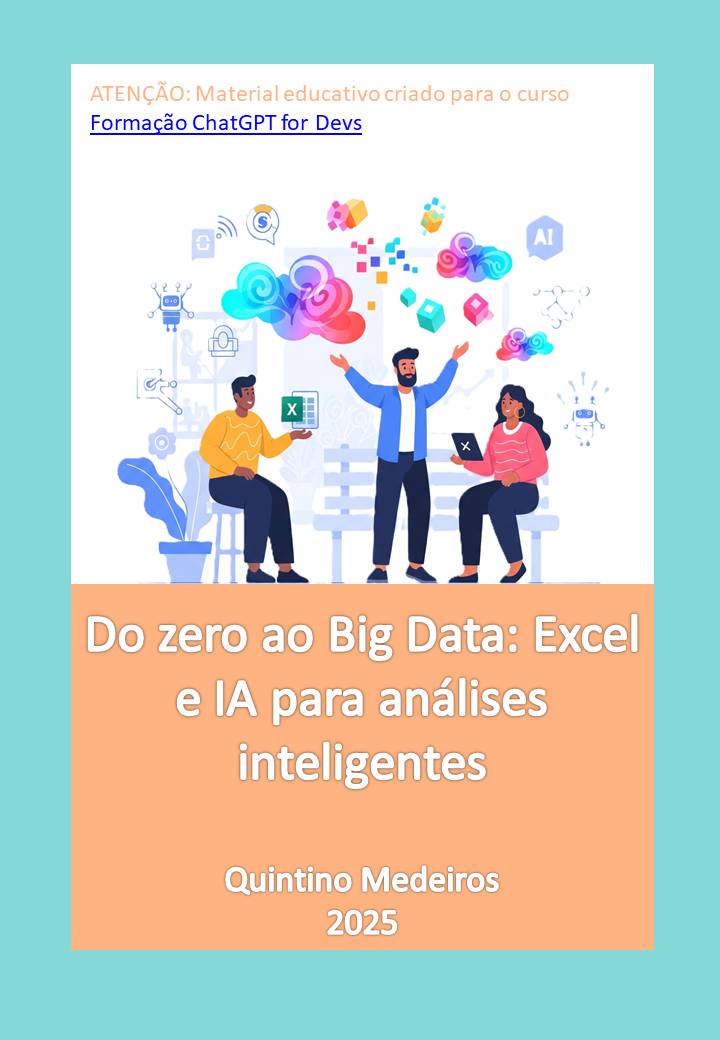 ATENÇÃO: Material educativo criado para o curso
Formação ChatGPT for Devs
S
AI
X
X
Do zero ao Big Data: Excel
e IA para análises
inteligentes
Quintino Medeiros
2025